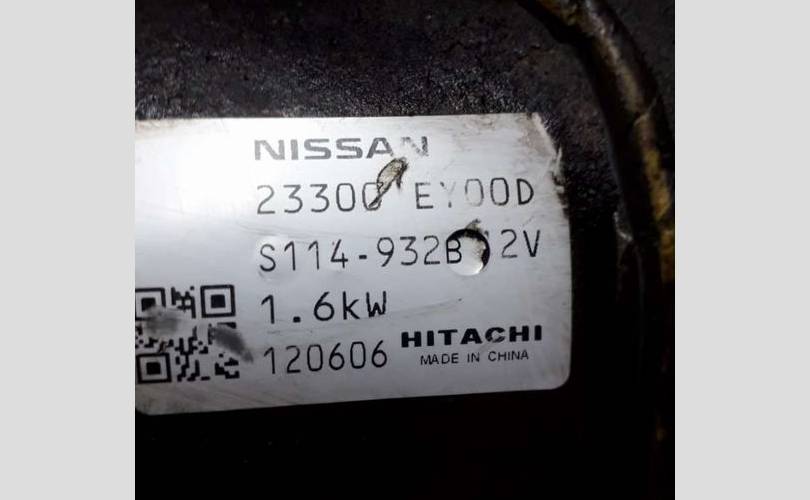 NISSAN
23300 EY00D
S114-932B 12V
1.6kW
120606 HITACHI
MADE IN CHINA